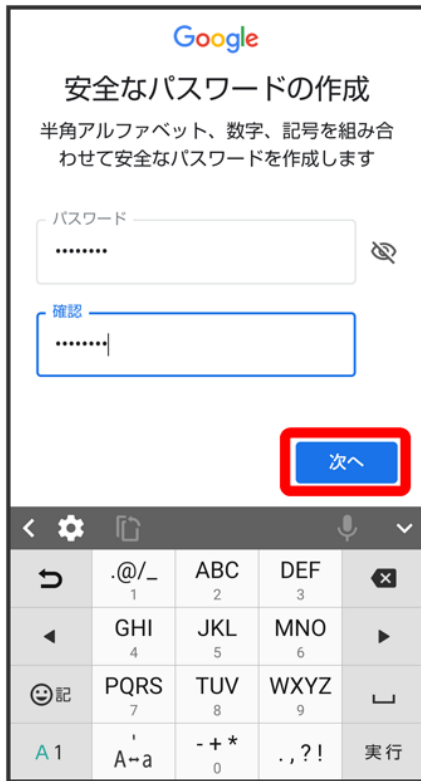 Google
安全なパスワードの作成
半角アルファベット、数字、記号を組み合
わせて安全なパスワードを作成します
パスワード
••••••••
確認
••••••••
次へ
.@/_ ABC DEF
1 2 3
GHI JKL MNO
4 5 6
記 PQRS TUV WXYZ
7 8 9
A1 ' A↔a -+* .,?! 実行
0